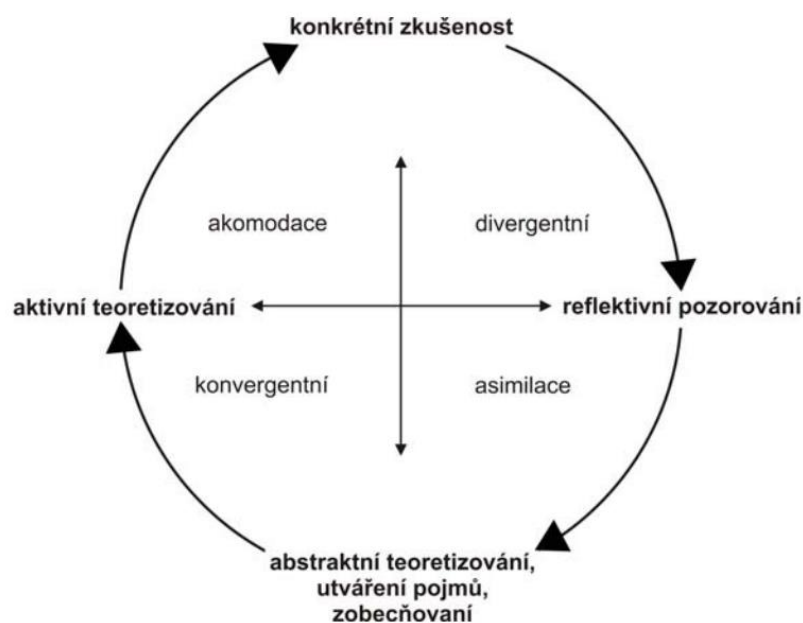 konkrétní zkušenost
akomodace
divergentní
aktivní teoretizování
reflektivní pozorování
konvergentní
asimilace
abstraktní teoretizování,
utváření pojmů,
zobecňovaní